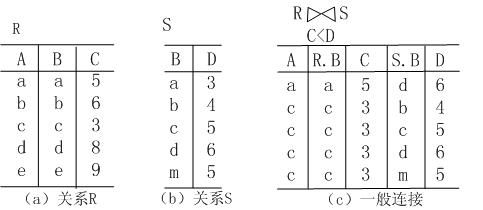 R
A B C
a a 5
b b 6
c c 3
d d 8
e e 9
(a) 关系R
S
B D
a 3
b 4
c 5
d 6
m 5
(b) 关系S
R⋈S
C<D
A R.B C S.B D
a a 5 d 6
c c 3 b 4
c c 3 c 5
c c 3 d 6
c c 3 m 5
(c) 一般连接